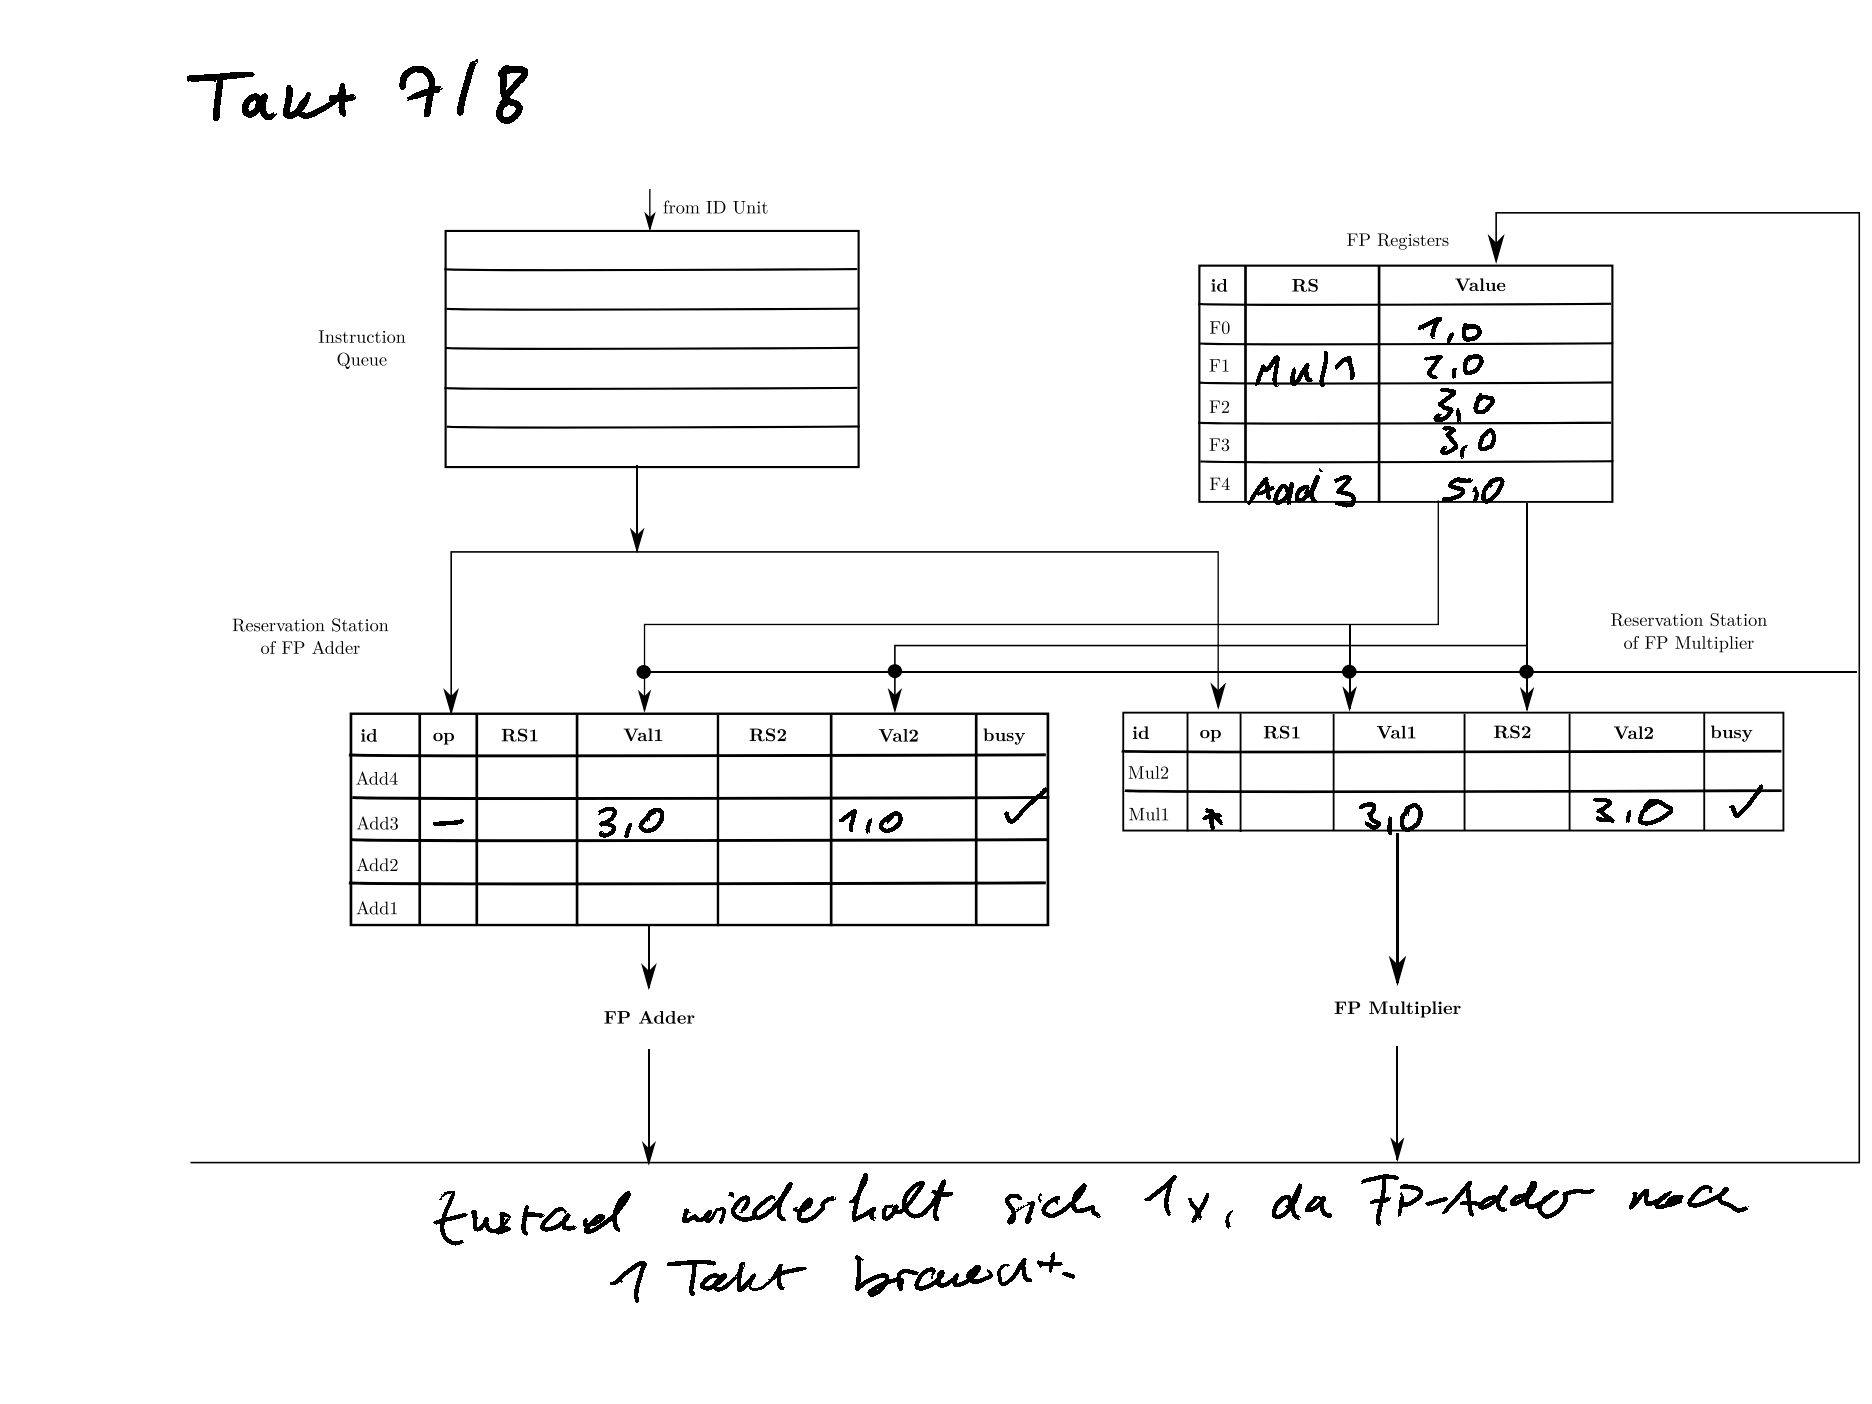 Takt 7/8
from ID Unit
FP Registers
id RS Value
F0 1,0
F1 Mul1 2,0
F2 3,0
F3 3,0
F4 Add3 5,0
Instruction
Queue
Reservation Station
of FP Adder
Reservation Station
of FP Multiplier
id op RS1 Val1 RS2 Val2 busy
Add4
Add3 − 3,0 1,0 ✓
Add2
Add1
id op RS1 Val1 RS2 Val2 busy
Mul2
Mul1 * 3,0 3,0 ✓
FP Adder
FP Multiplier
Zustand wiederholt sich 1x, da FP-Adder noch
1 Takt braucht.